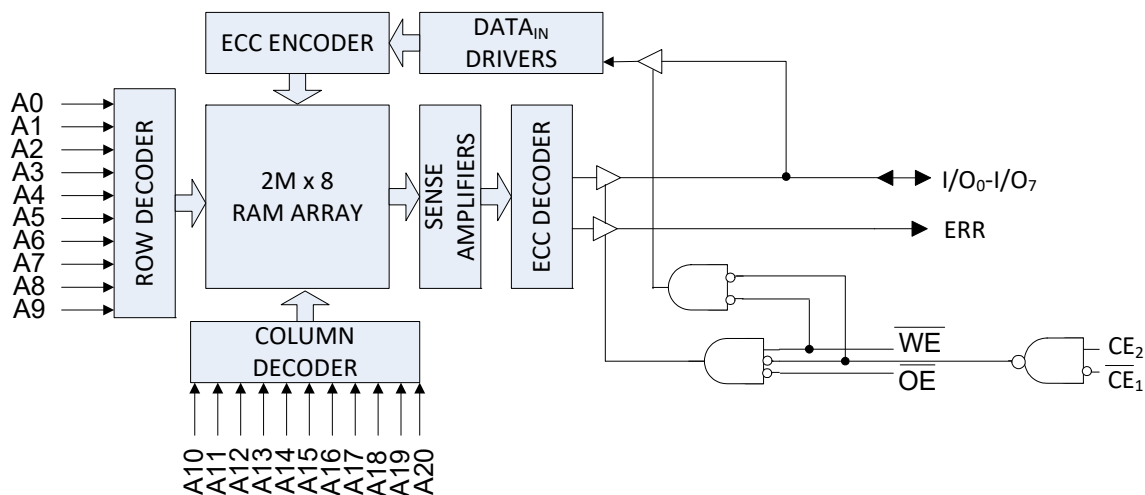 ECC ENCODER
DATAIN
DRIVERS
A0
A1
A2
A3
A4
A5
A6
A7
A8
A9
ROW DECODER
2M x 8
RAM ARRAY
SENSE
AMPLIFIERS
ECC DECODER
I/O0-I/O7
ERR
COLUMN
DECODER
WE
OE
CE2
CE1
A10
A11
A12
A13
A14
A15
A16
A17
A18
A19
A20